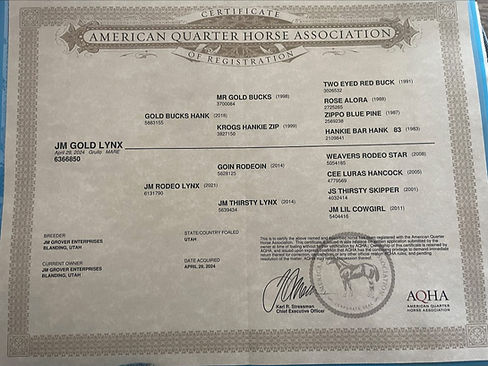 CERTIFICATE
AMERICAN QUARTER HORSE ASSOCIATION
OF REGISTRATION
TWO EYED RED BUCK (1991)
3026532
MR GOLD BUCKS (1998)
3700084
ROSE ALORA (1988)
2725265
GOLD BUCKS HANK (2016)
5683155
ZIPPO BLUE PINE (1987)
2569238
KROGS HANKIE ZIP (1999)
3827150
HANKIE BAR HANK 83 (1983)
2109841
JM GOLD LYNX
April 29, 2024 Grullo MARE
6366850
WEAVERS RODEO STAR (2008)
5054185
GOIN RODEOIN (2014)
5628125
CEE LURAS HANCOCK (2005)
4779569
JM RODEO LYNX (2021)
6131790
JS THIRSTY SKIPPER (2001)
4032414
JM THIRSTY LYNX (2014)
5639434
JM LIL COWGIRL (2011)
5404416
BREEDER
JM GROVER ENTERPRISES
BLANDING, UTAH
STATE/COUNTRY FOALED
UTAH
CURRENT OWNER
JM GROVER ENTERPRISES
BLANDING, UTAH
DATE ACQUIRED
APRIL 29, 2024
Karl R. Stressman
Chief Executive Officer
AQHA
AMERICAN QUARTER
HORSE ASSOCIATION